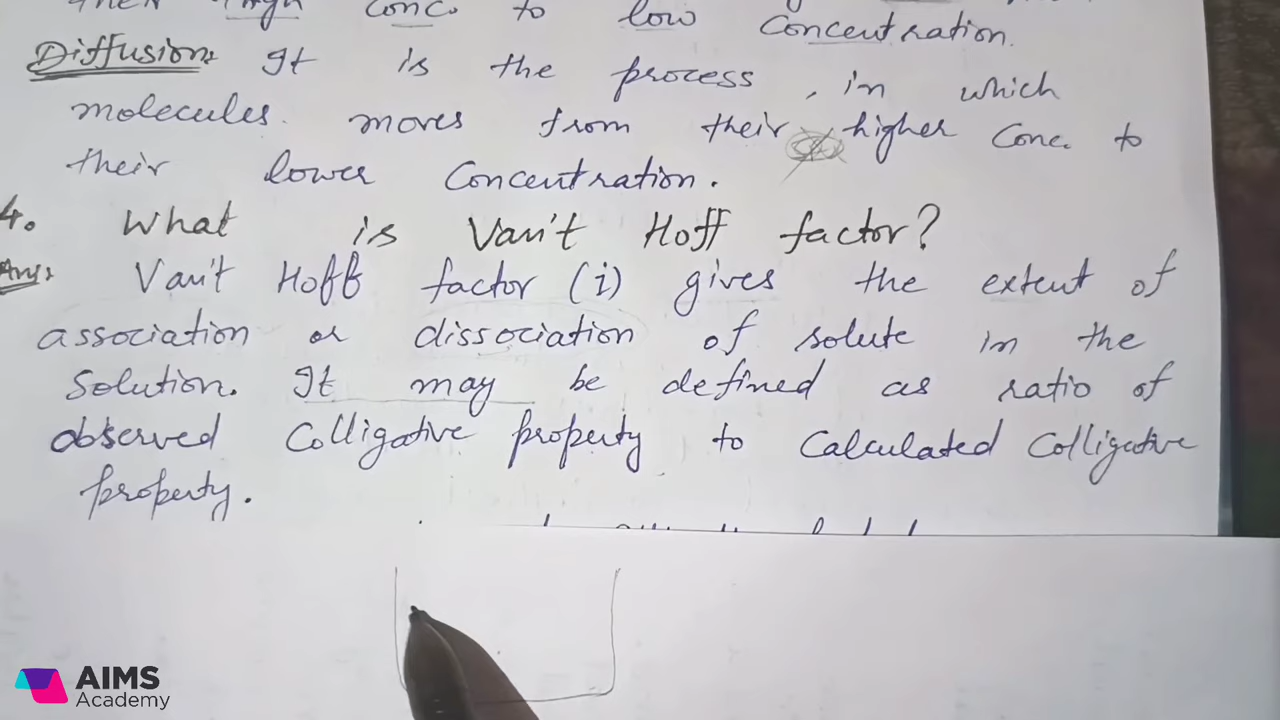 their high conc. to low concentration.
Diffusion: It is the process, in which
molecules. moves from their higher conc. to
their lower concentration.
4. What is Van't Hoff factor?
Ans: Van't Hoff factor (i) gives the extent of
association or dissociation of solute in the
solution. It may be defined as ratio of
observed Colligative property to calculated colligative
property.
AIMS
Academy